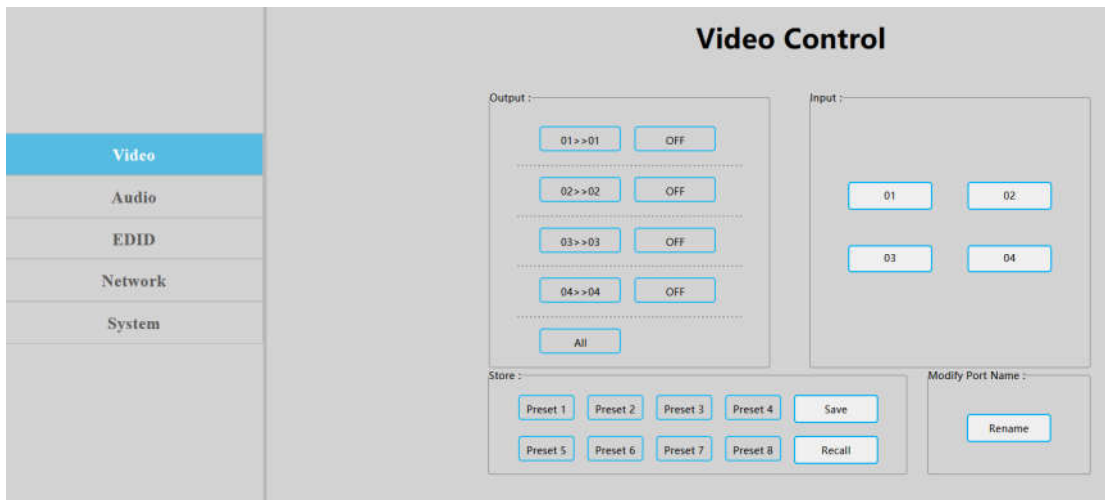 Video Control
Video
Audio
EDID
Network
System
Output :
01>>01 OFF
02>>02 OFF
03>>03 OFF
04>>04 OFF
All
Input :
01 02
03 04
Store :
Preset 1 Preset 2 Preset 3 Preset 4 Save
Preset 5 Preset 6 Preset 7 Preset 8 Recall
Modify Port Name :
Rename